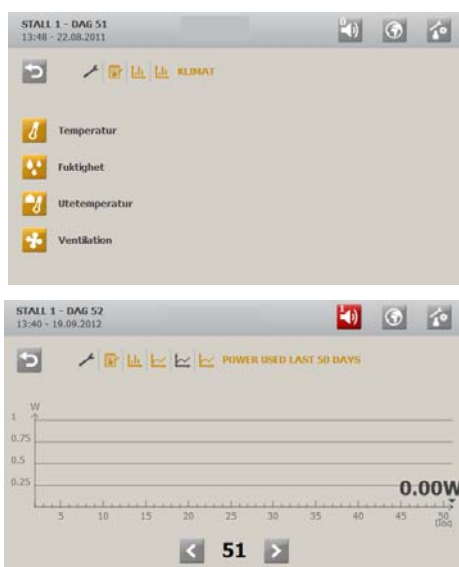 STALL 1 - DAG 51
13:48 - 22.08.2011
0
KLIMAT
Temperatur
Fuktighet
Utetemperatur
Ventilation
STALL 1 - DAG 52
13:40 - 19.09.2012
POWER USED LAST 50 DAYS
W
1
0.75
0.5
0.25
0.00W
5 10 15 20 25 30 35 40 45 50
Dag
51